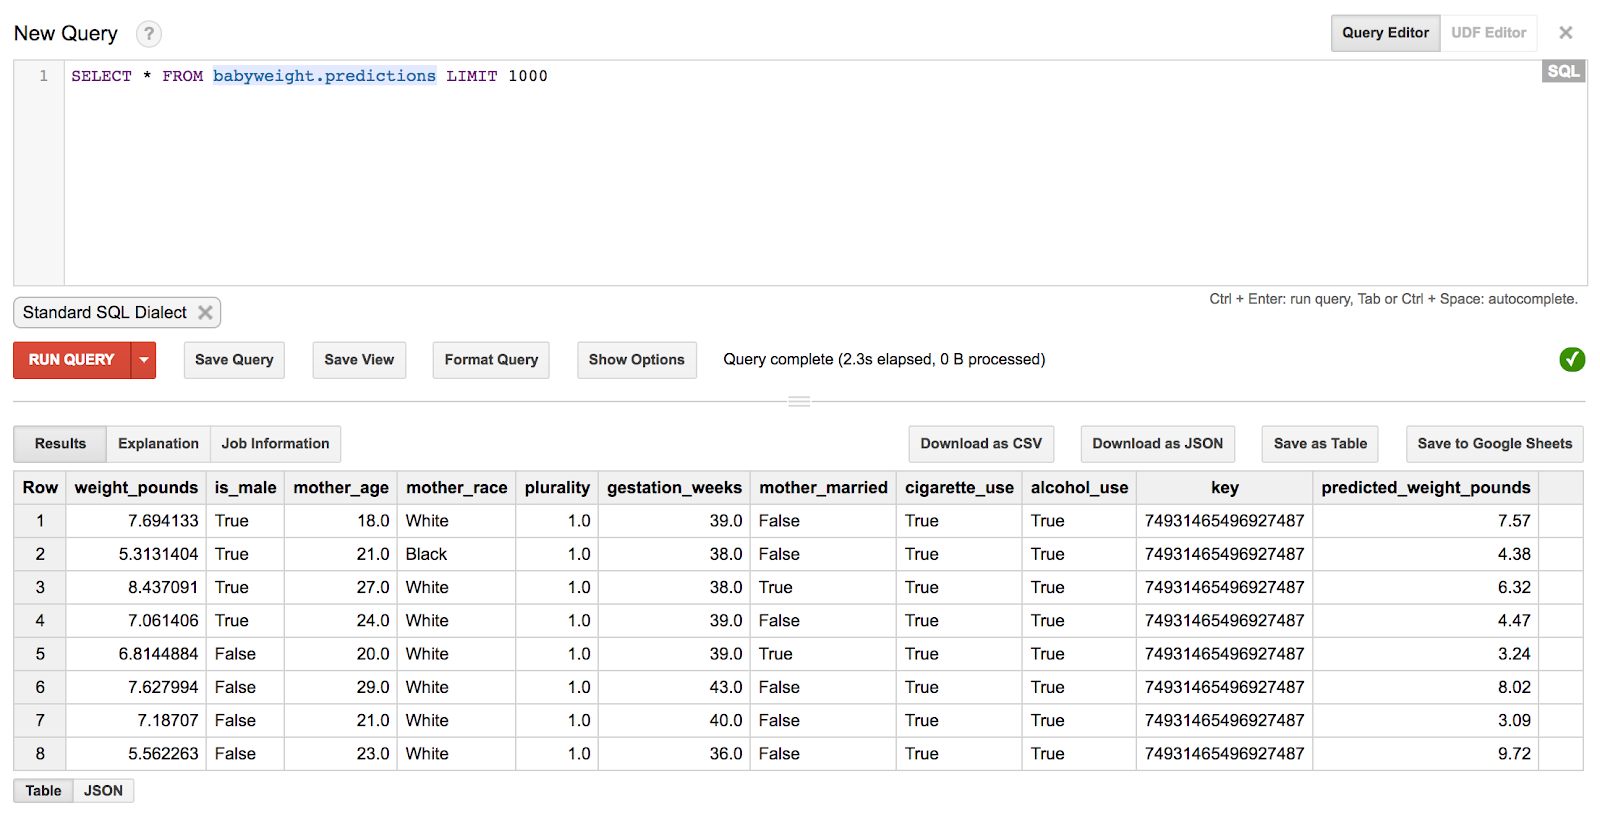 New Query ? Query Editor UDF Editor ×
1 SELECT * FROM babyweight.predictions LIMIT 1000 SQL
Ctrl + Enter: run query, Tab or Ctrl + Space: autocomplete.
Standard SQL Dialect ×
RUN QUERY Save Query Save View Format Query Show Options Query complete (2.3s elapsed, 0 B processed)
Results Explanation Job Information Download as CSV Download as JSON Save as Table Save to Google Sheets
Row weight_pounds is_male mother_age mother_race plurality gestation_weeks mother_married cigarette_use alcohol_use key predicted_weight_pounds
1 7.694133 True 18.0 White 1.0 39.0 False True True 74931465496927487 7.57
2 5.3131404 True 21.0 Black 1.0 38.0 False True True 74931465496927487 4.38
3 8.437091 True 27.0 White 1.0 38.0 True True True 74931465496927487 6.32
4 7.061406 True 24.0 White 1.0 39.0 False True True 74931465496927487 4.47
5 6.8144884 False 20.0 White 1.0 39.0 True True True 74931465496927487 3.24
6 7.627994 False 29.0 White 1.0 43.0 False True True 74931465496927487 8.02
7 7.18707 False 21.0 White 1.0 40.0 False True True 74931465496927487 3.09
8 5.562263 False 23.0 White 1.0 36.0 False True True 74931465496927487 9.72
Table JSON